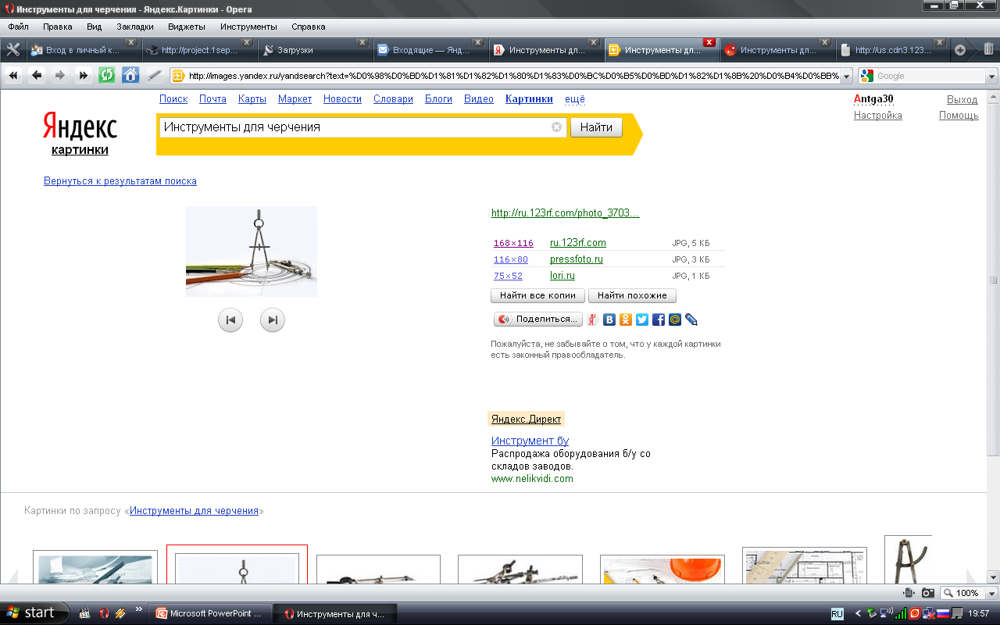 Инструменты для черчения - Яндекс.Картинки - Opera
Файл Правка Вид Закладки Виджеты Инструменты Справка
Вход в личный к... http://project.1sep... Загрузки Входящие — Янд... Инструменты дл... Инструменты дл... Инструменты дл... http://us.cdn3.123...
http://images.yandex.ru/yandsearch?text=%D0%98%D0%BD%D1%81%D1%82%D1%80%D1%83%D0%BC%D0%B5%D0%BD%D1%82%D1%8B%20%D0%B4%D0%BB% Google
Поиск Почта Карты Маркет Новости Словари Блоги Видео Картинки ещё Antga30 Выход
Настройка Помощь
Яндекс
картинки
Инструменты для черчения Найти
Вернуться к результатам поиска
http://ru.123rf.com/photo_3703...
168×116 ru.123rf.com JPG, 5 КБ
116×80 pressfoto.ru JPG, 3 КБ
75×52 lori.ru JPG, 1 КБ
Найти все копии Найти похожие
Поделиться...
Пожалуйста, не забывайте о том, что у каждой картинки
есть законный правообладатель.
Яндекс.Директ
Инструмент бу
Распродажа оборудования б/у со
складов заводов.
www.nelikvidi.com
Картинки по запросу «Инструменты для черчения»
100%
start Microsoft PowerPoint ... Инструменты для ч... RU 19:57